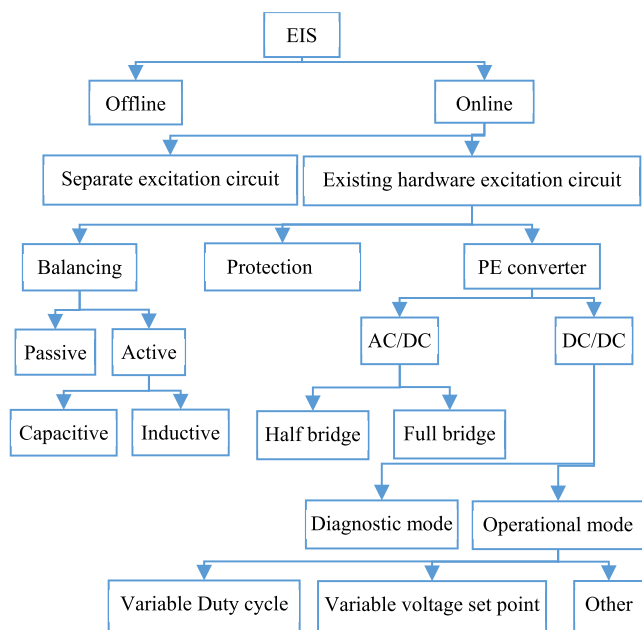 EIS
Offline
Online
Separate excitation circuit
Existing hardware excitation circuit
Balancing
Protection
PE converter
Passive
Active
AC/DC
DC/DC
Capacitive
Inductive
Half bridge
Full bridge
Diagnostic mode
Operational mode
Variable Duty cycle
Variable voltage set point
Other